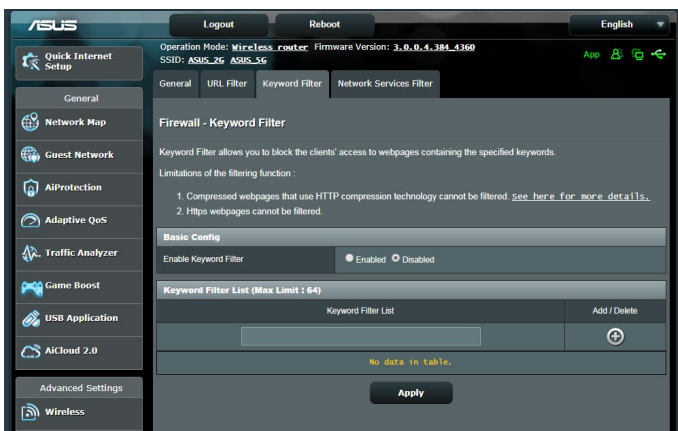 ASUS
Logout
Reboot
English
Quick Internet
Setup
Operation Mode: Wireless router Firmware Version: 3.0.0.4.384_4360
SSID: ASUS_2G ASUS_5G
App
General
URL Filter
Keyword Filter
Network Services Filter
General
Network Map
Guest Network
AiProtection
Adaptive QoS
Traffic Analyzer
Game Boost
USB Application
AiCloud 2.0
Advanced Settings
Wireless
Firewall - Keyword Filter
Keyword Filter allows you to block the clients' access to webpages containing the specified keywords.
Limitations of the filtering function :
1. Compressed webpages that use HTTP compression technology cannot be filtered. See here for more details.
2. Https webpages cannot be filtered.
Basic Config
Enable Keyword Filter
Enabled Disabled
Keyword Filter List (Max Limit : 64)
Keyword Filter List
Add / Delete
No data in table.
Apply